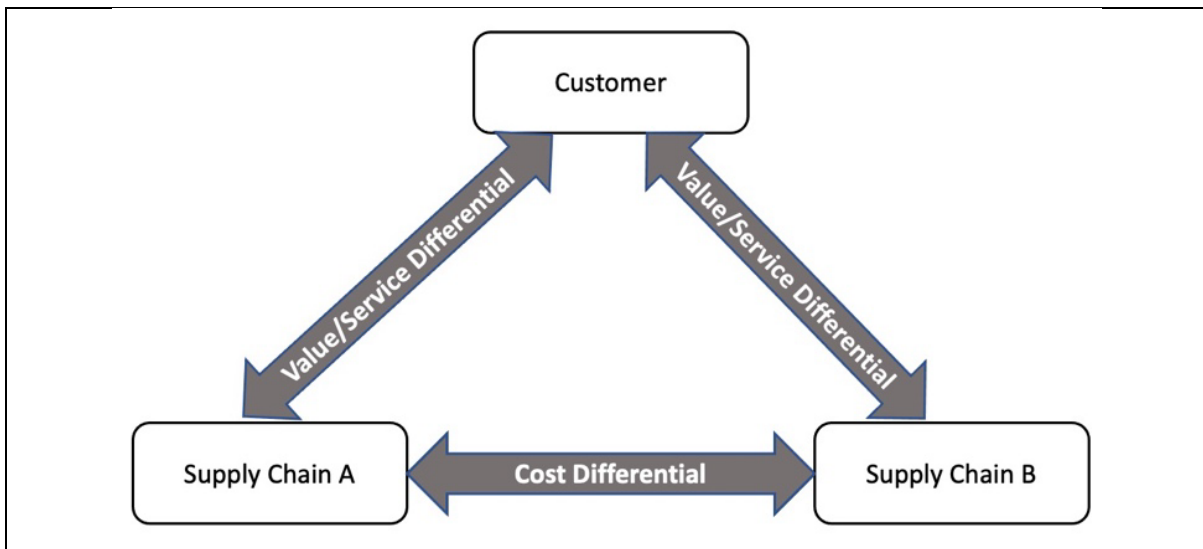 Customer
Value/Service Differential
Value/Service Differential
Supply Chain A
Cost Differential
Supply Chain B